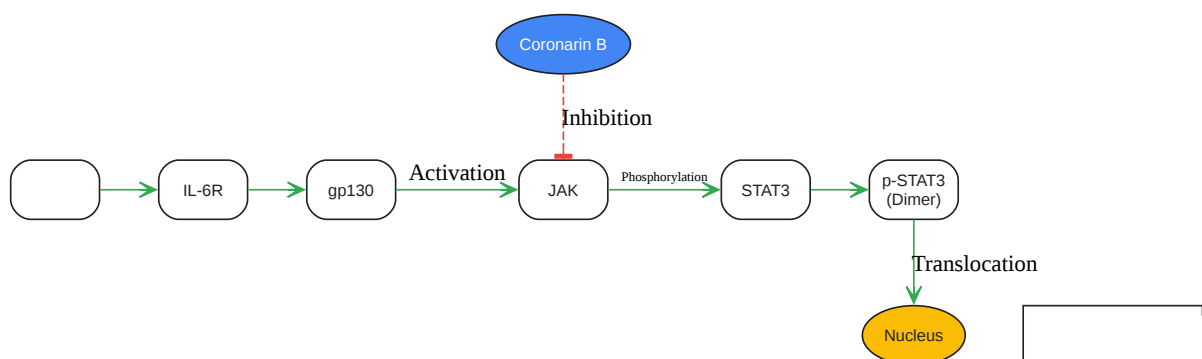 Coronarin B
Inhibition
IL-6R
gp130
Activation
JAK
Phosphorylation
STAT3
p-STAT3
(Dimer)
Translocation
Nucleus